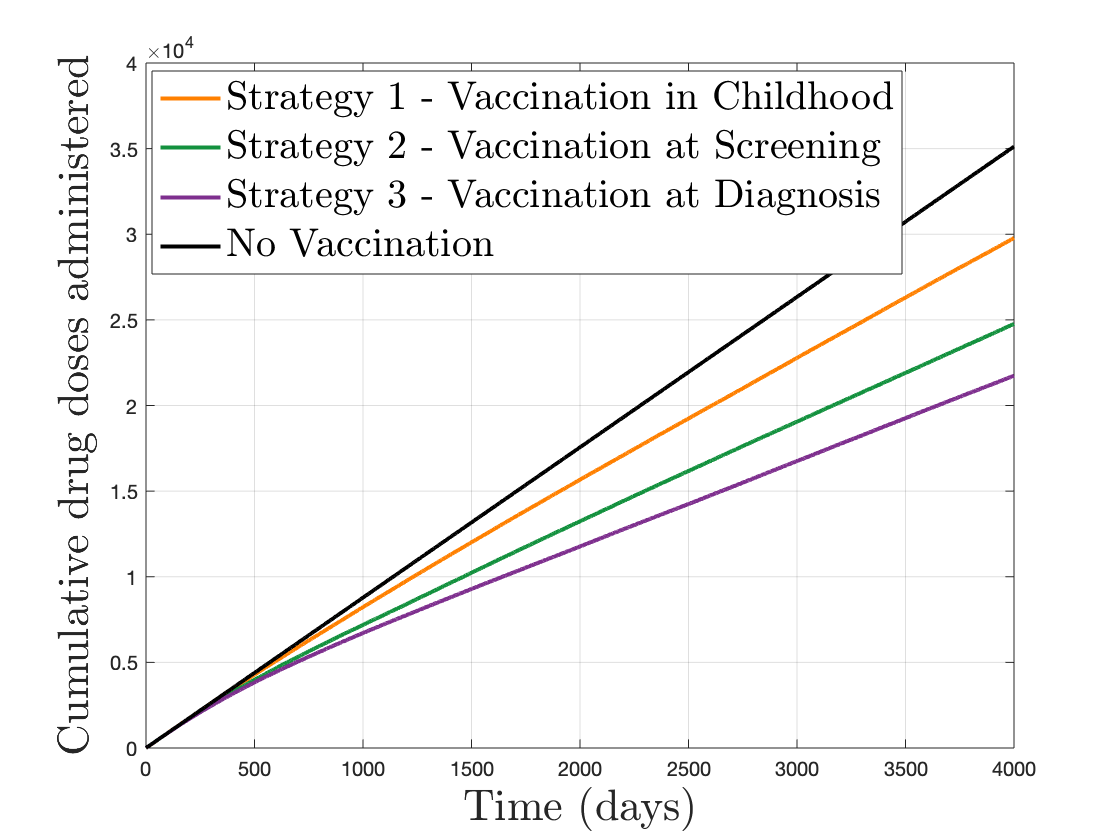 ×10⁴
4
3.5
3
2.5
2
1.5
1
0.5
0
Cumulative drug doses administered
Strategy 1 - Vaccination in Childhood
Strategy 2 - Vaccination at Screening
Strategy 3 - Vaccination at Diagnosis
No Vaccination
0 500 1000 1500 2000 2500 3000 3500 4000
Time (days)